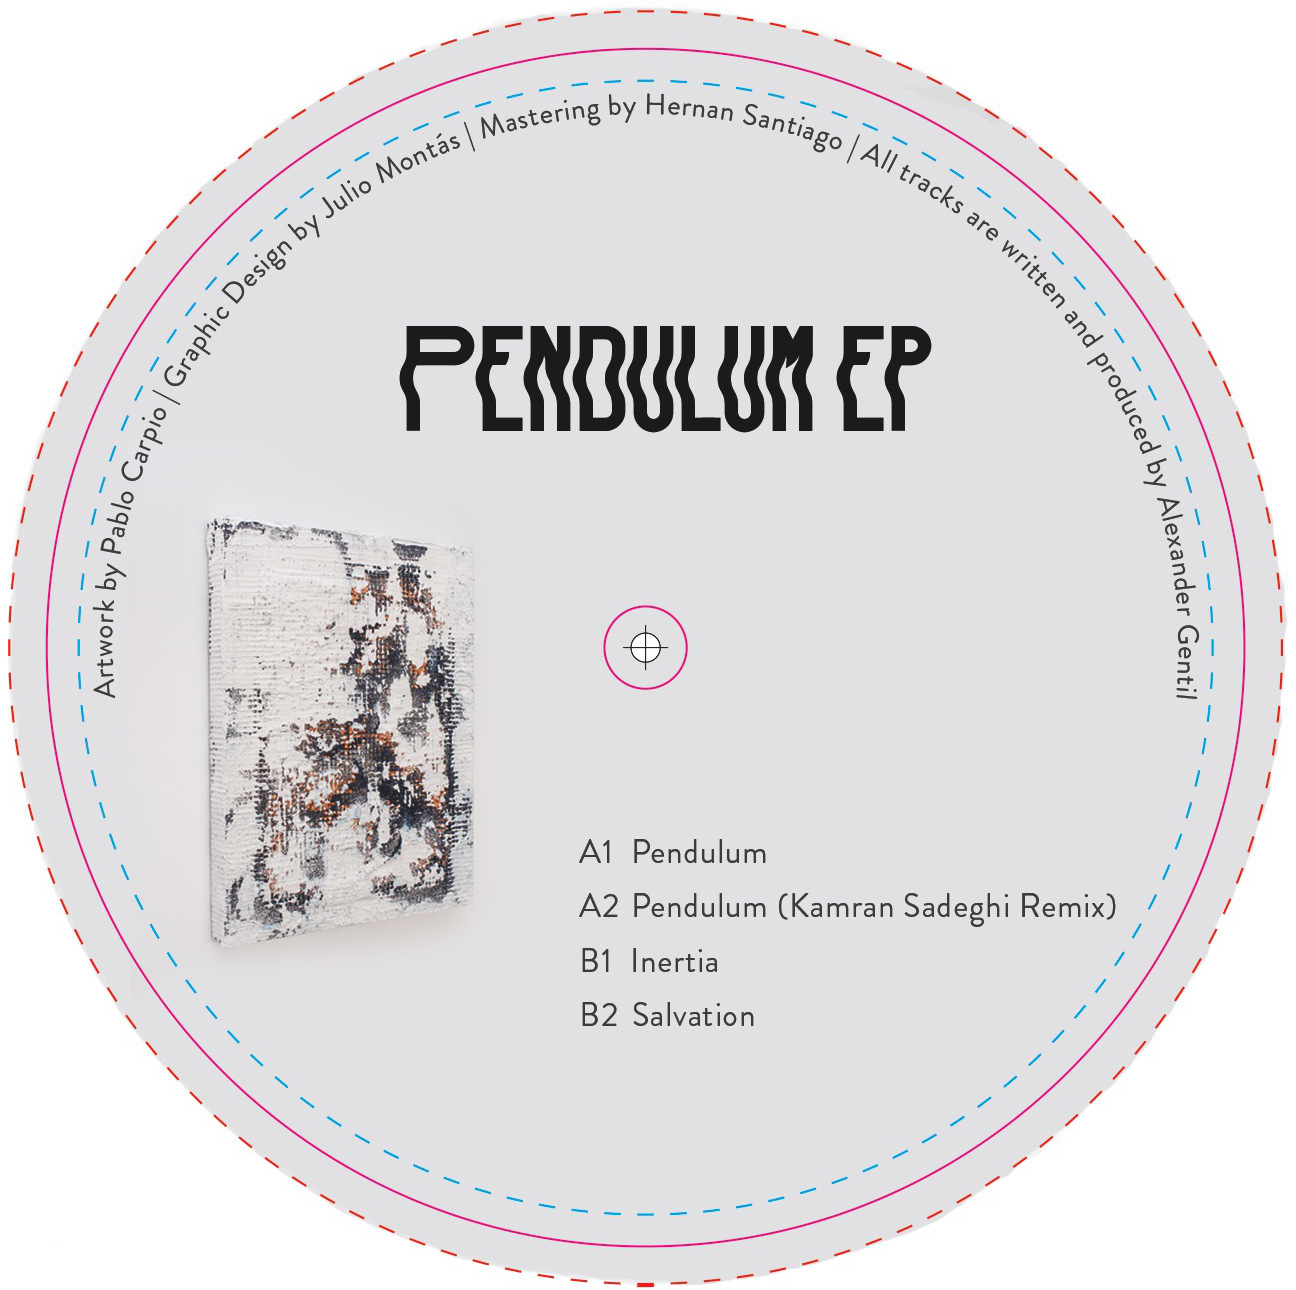 Artwork by Pablo Carpio | Graphic Design by Julio Montás | Mastering by Hernan Santiago | All tracks are written and produced by Alexander Gentil
PENDULUM EP
A1 Pendulum
A2 Pendulum (Kamran Sadeghi Remix)
B1 Inertia
B2 Salvation